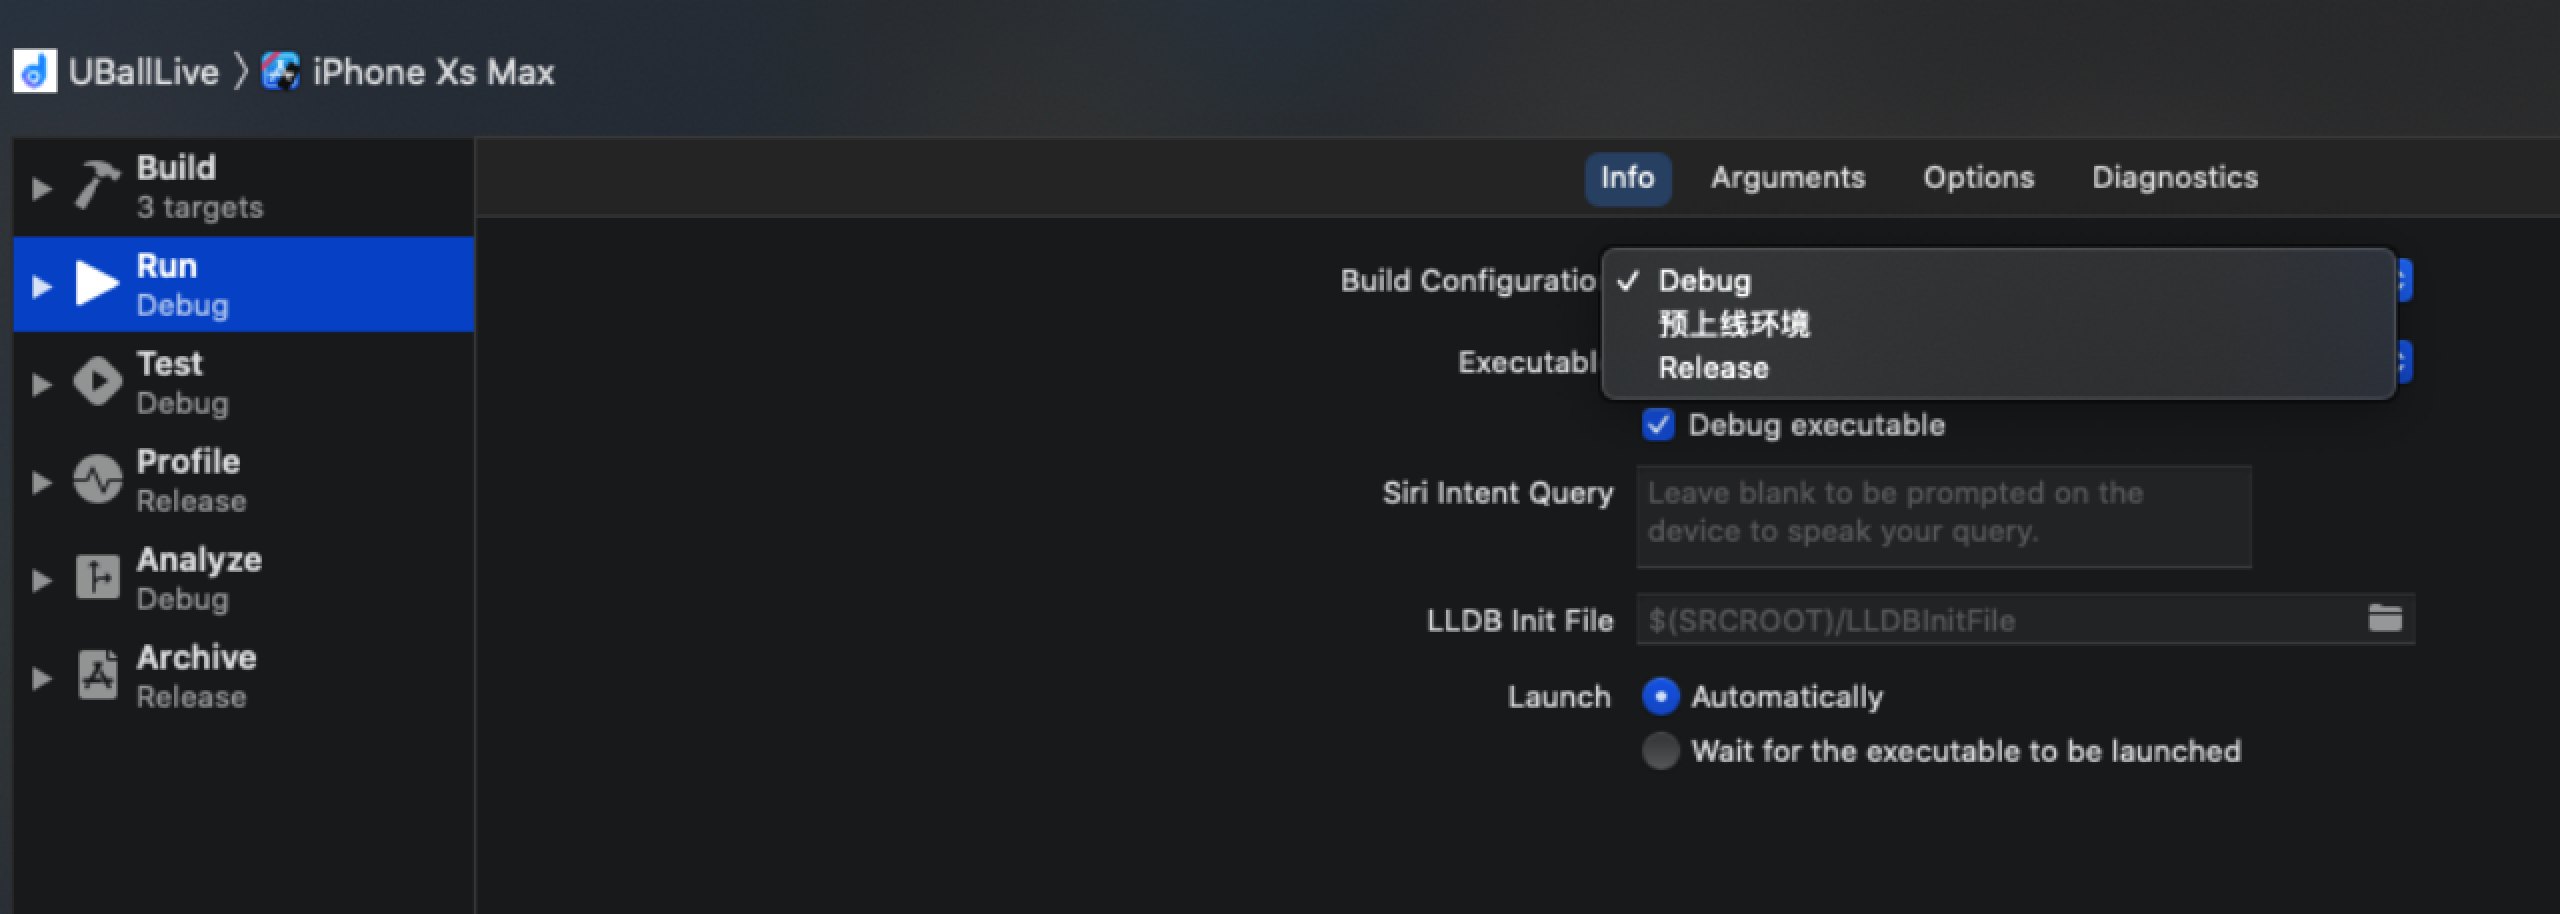 UBallLive 〉 iPhone Xs Max
Build
3 targets
Run
Debug
Test
Debug
Profile
Release
Analyze
Debug
Archive
Release
Info Arguments Options Diagnostics
Build Configuratio
✓ Debug
预上线环境
Release
Executabl
Debug executable
Siri Intent Query
Leave blank to be prompted on the
device to speak your query.
LLDB Init File $(SRCROOT)/LLDBInitFile
Launch Automatically
Wait for the executable to be launched